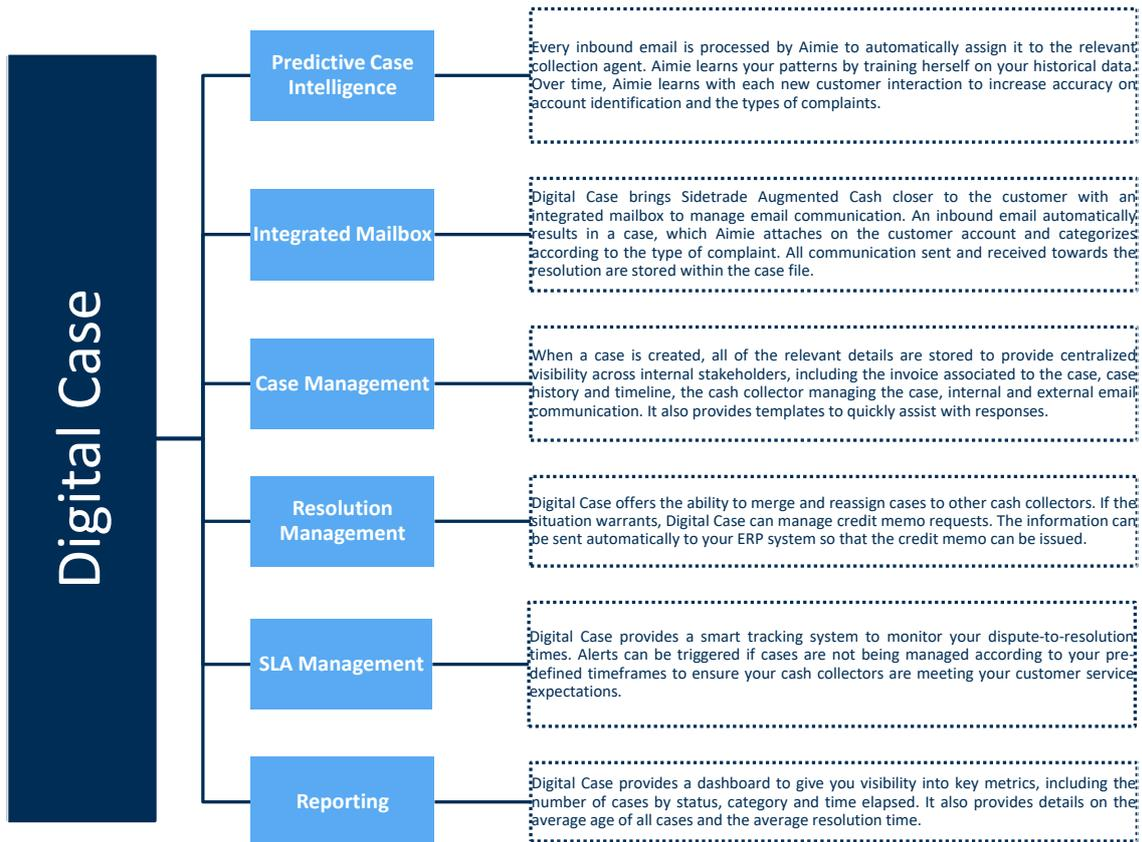 Digital Case
Predictive Case
Intelligence
Every inbound email is processed by Aimie to automatically assign it to the relevant
collection agent. Aimie learns your patterns by training herself on your historical data.
Over time, Aimie learns with each new customer interaction to increase accuracy on
account identification and the types of complaints.
Integrated Mailbox
Digital Case brings Sidetrade Augmented Cash closer to the customer with an
integrated mailbox to manage email communication. An inbound email automatically
results in a case, which Aimie attaches on the customer account and categorizes
according to the type of complaint. All communication sent and received towards the
resolution are stored within the case file.
Case Management
When a case is created, all of the relevant details are stored to provide centralized
visibility across internal stakeholders, including the invoice associated to the case, case
history and timeline, the cash collector managing the case, internal and external email
communication. It also provides templates to quickly assist with responses.
Resolution
Management
Digital Case offers the ability to merge and reassign cases to other cash collectors. If the
situation warrants, Digital Case can manage credit memo requests. The information can
be sent automatically to your ERP system so that the credit memo can be issued.
SLA Management
Digital Case provides a smart tracking system to monitor your dispute-to-resolution
times. Alerts can be triggered if cases are not being managed according to your pre-
defined timeframes to ensure your cash collectors are meeting your customer service
expectations.
Reporting
Digital Case provides a dashboard to give you visibility into key metrics, including the
number of cases by status, category and time elapsed. It also provides details on the
average age of all cases and the average resolution time.